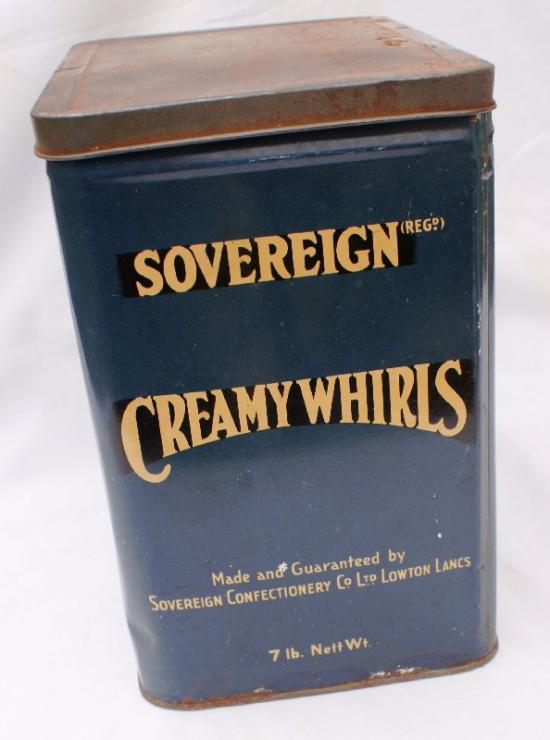 SOVEREIGN (REGD)
CREAMY WHIRLS
Made and Guaranteed by
SOVEREIGN CONFECTIONERY CO LTD LOWTON LANCS
7 lb. Nett Wt.